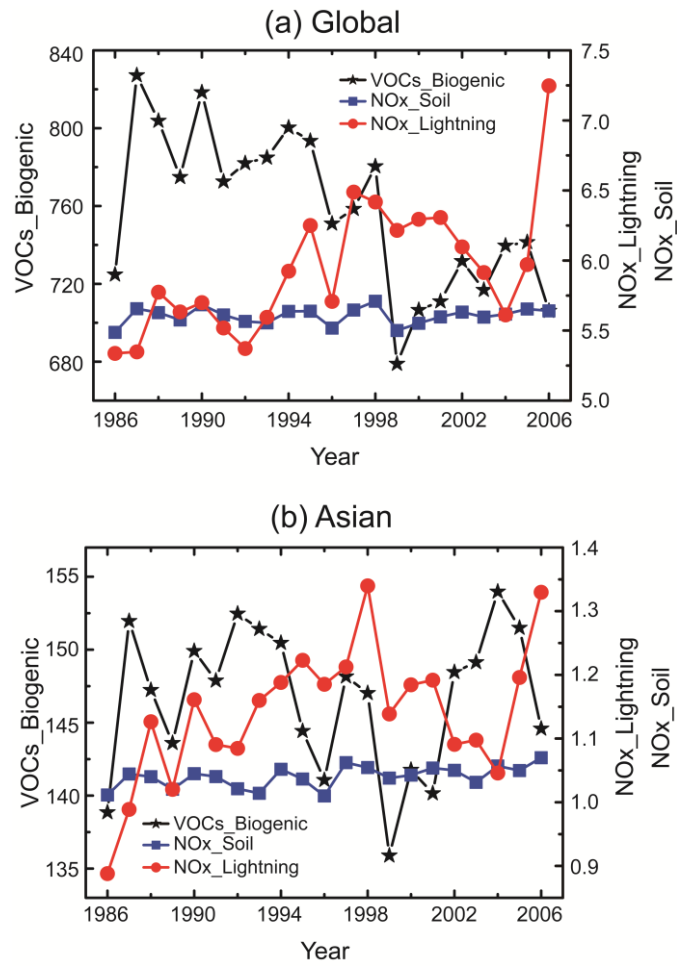 (a) Global
840
800
760
720
680
VOCs_Biogenic
VOCs_Biogenic
NOx_Soil
NOx_Lightning
7.5
7.0
6.5
6.0
5.5
5.0
NOx_Lightning
NOx_Soil
1986 1990 1994 1998 2002 2006
Year
(b) Asian
155
150
145
140
135
VOCs_Biogenic
VOCs_Biogenic
NOx_Soil
NOx_Lightning
1.4
1.3
1.2
1.1
1.0
0.9
NOx_Lightning
NOx_Soil
1986 1990 1994 1998 2002 2006
Year